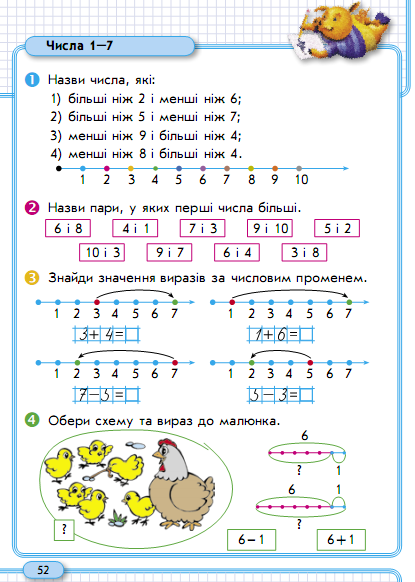 Числа 1–7
1 Назви числа, які:
1) більші ніж 2 і менші ніж 6;
2) більші ніж 5 і менші ніж 7;
3) менші ніж 9 і більші ніж 4;
4) менші ніж 8 і більші ніж 4.
1 2 3 4 5 6 7 8 9 10
2 Назви пари, у яких перші числа більші.
6 і 8 4 і 1 7 і 3 9 і 10 5 і 2
10 і 3 9 і 7 6 і 4 3 і 8
3 Знайди значення виразів за числовим променем.
1 2 3 4 5 6 7 1 2 3 4 5 6 7
3+4= 1+6=
1 2 3 4 5 6 7 1 2 3 4 5 6 7
7−5= 5−3=
4 Обери схему та вираз до малюнка.
6
? 1
6 1
?
?
6−1 6+1
52